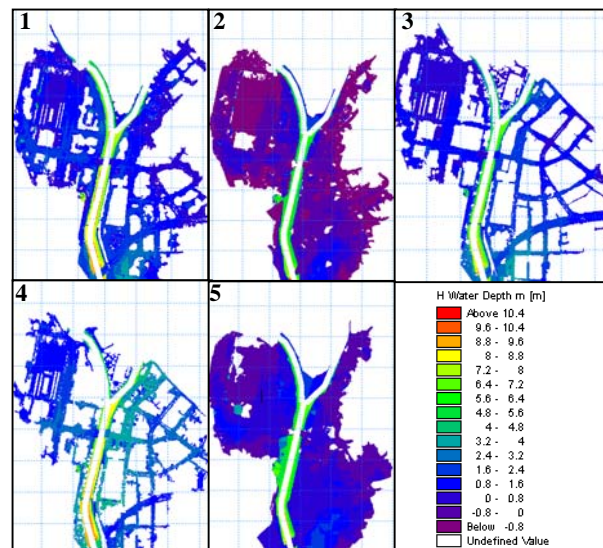 1
2
3
4
5
H Water Depth m [m]
Above 10.4
9.6 - 10.4
8.8 - 9.6
8 - 8.8
7.2 - 8
6.4 - 7.2
5.6 - 6.4
4.8 - 5.6
4 - 4.8
3.2 - 4
2.4 - 3.2
1.6 - 2.4
0.8 - 1.6
0 - 0.8
-0.8 - 0
Below -0.8
Undefined Value